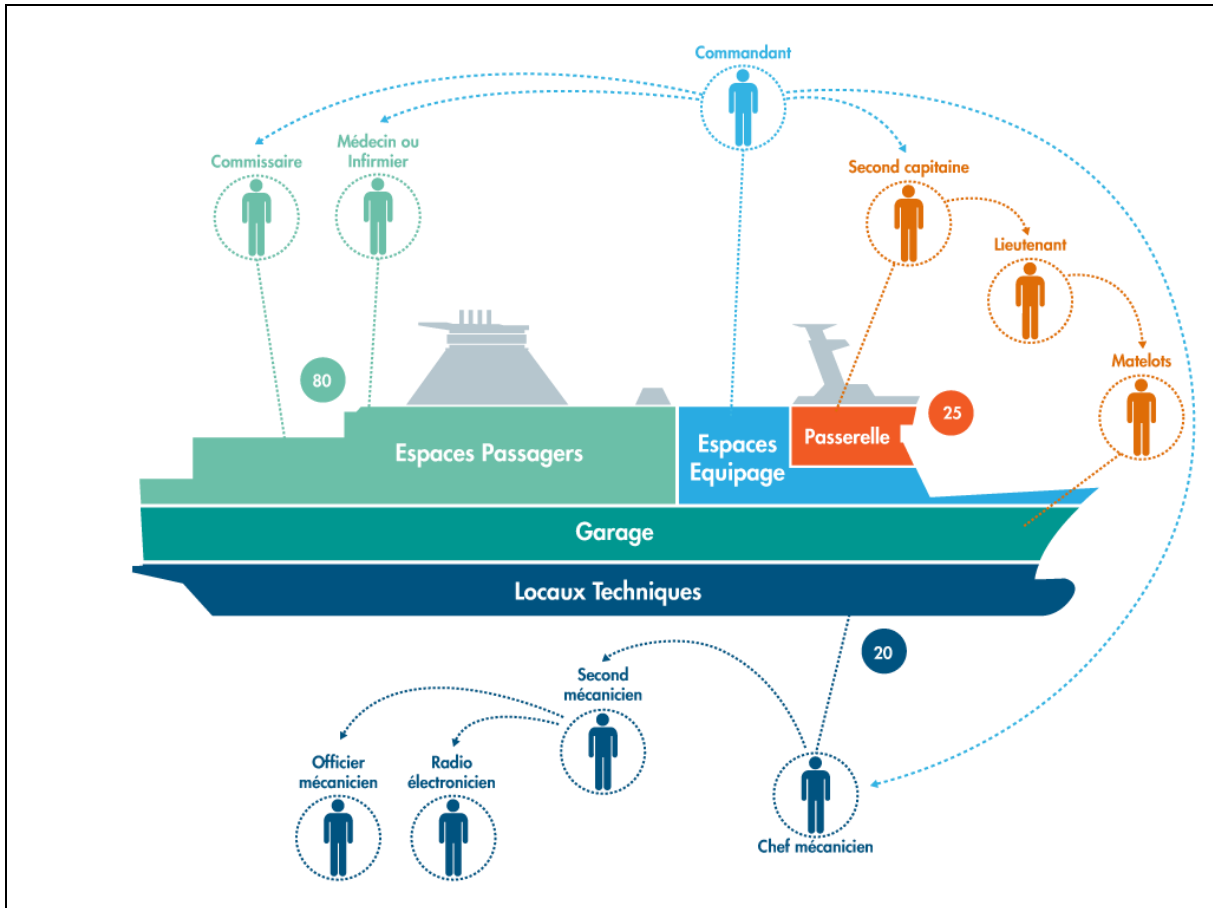 Commandant
Médecin ou
Infirmier
Commissaire
Second capitaine
Lieutenant
Matelots
80
25
Passerelle
Espaces Passagers
Espaces
Equipage
Garage
Locaux Techniques
20
Second
mécanicien
Officier
mécanicien
Radio
électronicien
Chef mécanicien